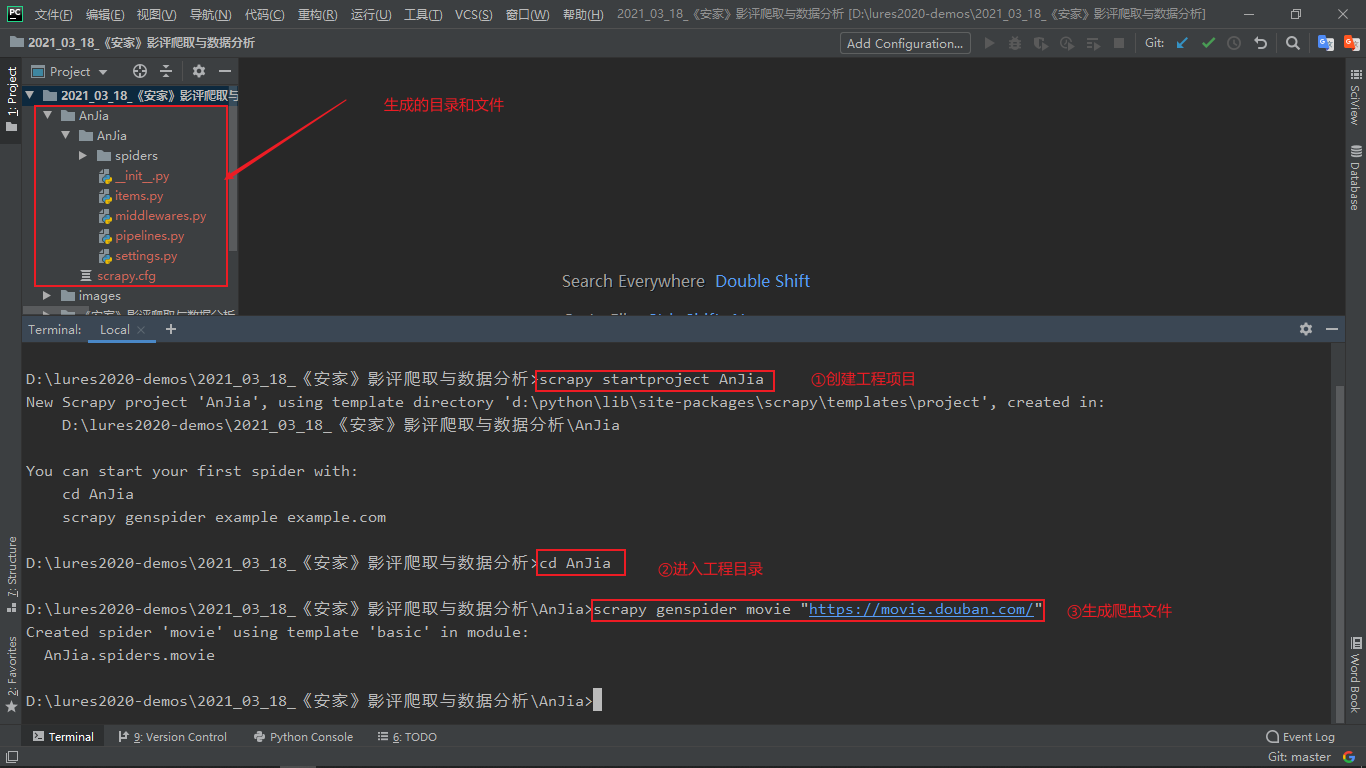 PC 文件(F) 编辑(E) 视图(V) 导航(N) 代码(C) 重构(R) 运行(U) 工具(T) VCS(S) 窗口(W) 帮助(H) 2021_03_18_《安家》影评爬取与数据分析 [D:\lures2020-demos\2021_03_18_《安家》影评爬取与数据分析]
2021_03_18_《安家》影评爬取与数据分析
Add Configuration...
Git:
1: Project
Project
2021_03_18_《安家》影评爬取与
AnJia
AnJia
spiders
__init__.py
items.py
middlewares.py
pipelines.py
settings.py
scrapy.cfg
images
《安家》影评爬取与数据分析
生成的目录和文件
Search Everywhere Double Shift
SciView
Database
Terminal: Local
D:\lures2020-demos\2021_03_18_《安家》影评爬取与数据分析>scrapy startproject AnJia
①创建工程项目
New Scrapy project 'AnJia', using template directory 'd:\python\lib\site-packages\scrapy\templates\project', created in:
D:\lures2020-demos\2021_03_18_《安家》影评爬取与数据分析\AnJia
You can start your first spider with:
cd AnJia
scrapy genspider example example.com
D:\lures2020-demos\2021_03_18_《安家》影评爬取与数据分析>cd AnJia
②进入工程目录
D:\lures2020-demos\2021_03_18_《安家》影评爬取与数据分析\AnJia>scrapy genspider movie "https://movie.douban.com/"
③生成爬虫文件
Created spider 'movie' using template 'basic' in module:
AnJia.spiders.movie
D:\lures2020-demos\2021_03_18_《安家》影评爬取与数据分析\AnJia>
7: Structure
2: Favorites
Word Book
Terminal 9: Version Control Python Console 6: TODO Event Log
Git: master